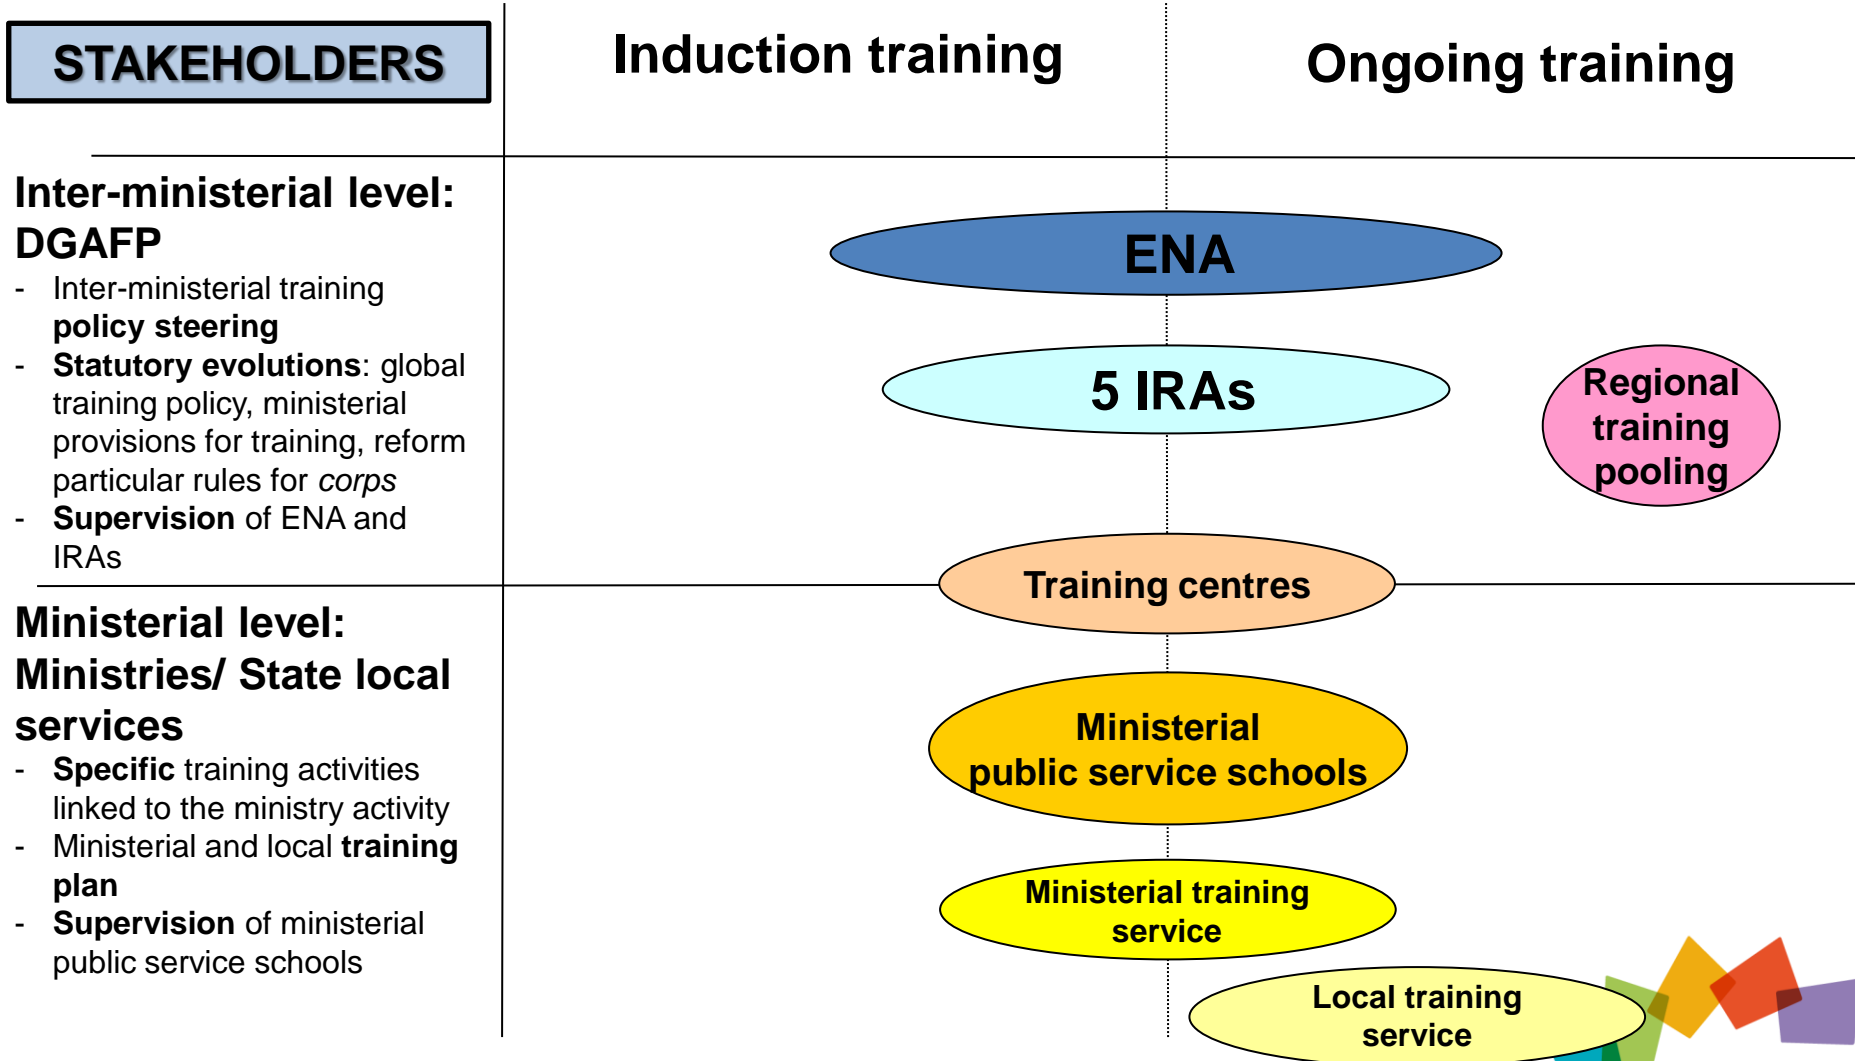 STAKEHOLDERS
Induction training
Ongoing training
Inter-ministerial level:
DGAFP
- Inter-ministerial training
policy steering
- Statutory evolutions: global
training policy, ministerial
provisions for training, reform
particular rules for corps
- Supervision of ENA and
IRAs
ENA
5 IRAs
Regional
training
pooling
Training centres
Ministerial level:
Ministries/ State local
services
- Specific training activities
linked to the ministry activity
- Ministerial and local training
plan
- Supervision of ministerial
public service schools
Ministerial
public service schools
Ministerial training
service
Local training
service